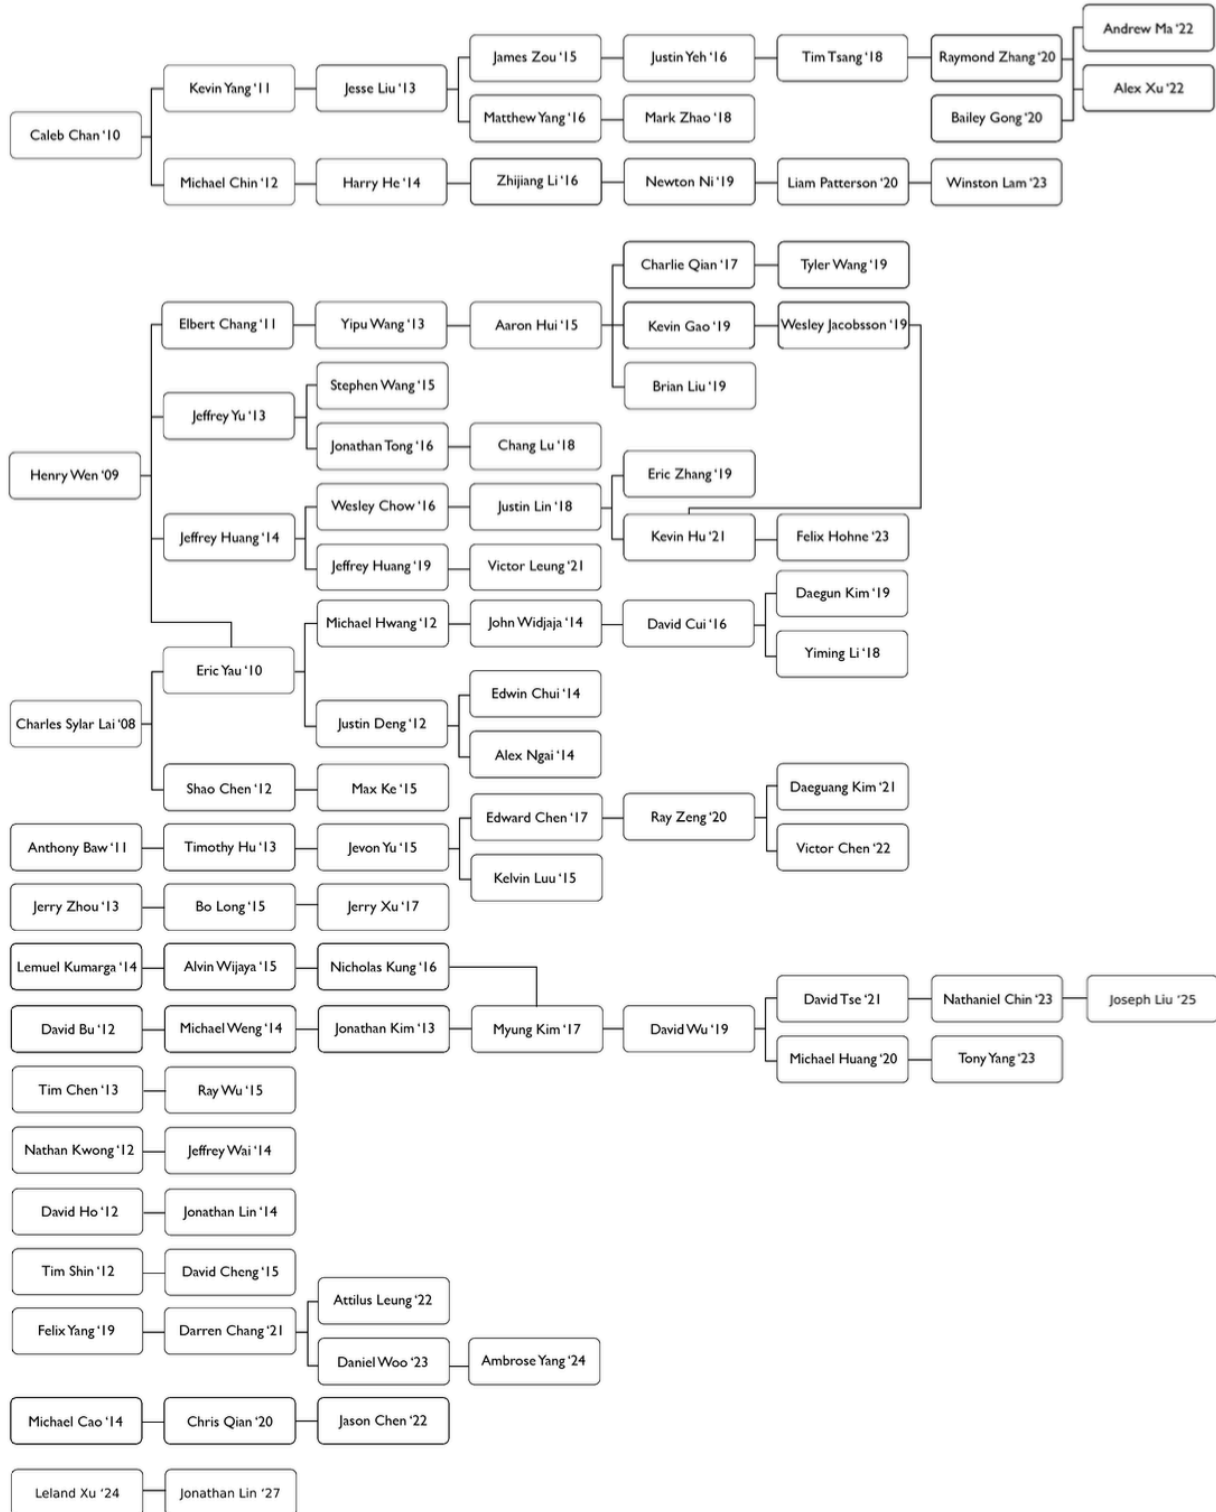 Andrew Ma ‘22
James Zou ‘15
Justin Yeh ‘16
Tim Tsang ‘18
Raymond Zhang ‘20
Kevin Yang ‘11
Jesse Liu ‘13
Alex Xu ‘22
Matthew Yang ‘16
Mark Zhao ‘18
Bailey Gong ‘20
Caleb Chan ‘10
Michael Chin ‘12
Harry He ‘14
Zhijiang Li ‘16
Newton Ni ‘19
Liam Patterson ‘20
Winston Lam ‘23
Charlie Qian ‘17
Tyler Wang ‘19
Elbert Chang ‘11
Yipu Wang ‘13
Aaron Hui ‘15
Kevin Gao ‘19
Wesley Jacobsson ‘19
Stephen Wang ‘15
Brian Liu ‘19
Jeffrey Yu ‘13
Jonathan Tong ‘16
Chang Lu ‘18
Henry Wen ‘09
Eric Zhang ‘19
Wesley Chow ‘16
Justin Lin ‘18
Jeffrey Huang ‘14
Kevin Hu ‘21
Felix Hohne ‘23
Jeffrey Huang ‘19
Victor Leung ‘21
Daegun Kim ‘19
Michael Hwang ‘12
John Widjaja ‘14
David Cui ‘16
Yiming Li ‘18
Eric Yau ‘10
Edwin Chui ‘14
Charles Sylar Lai ‘08
Justin Deng ‘12
Alex Ngai ‘14
Shao Chen ‘12
Max Ke ‘15
Daeguang Kim ‘21
Edward Chen ‘17
Ray Zeng ‘20
Anthony Baw ‘11
Timothy Hu ‘13
Jevon Yu ‘15
Victor Chen ‘22
Kelvin Luu ‘15
Jerry Zhou ‘13
Bo Long ‘15
Jerry Xu ‘17
Lemuel Kumarga ‘14
Alvin Wijaya ‘15
Nicholas Kung ‘16
David Tse ‘21
Nathaniel Chin ‘23
Joseph Liu ‘25
David Bu ‘12
Michael Weng ‘14
Jonathan Kim ‘13
Myung Kim ‘17
David Wu ‘19
Michael Huang ‘20
Tony Yang ‘23
Tim Chen ‘13
Ray Wu ‘15
Nathan Kwong ‘12
Jeffrey Wai ‘14
David Ho ‘12
Jonathan Lin ‘14
Tim Shin ‘12
David Cheng ‘15
Attilus Leung ‘22
Felix Yang ‘19
Darren Chang ‘21
Daniel Woo ‘23
Ambrose Yang ‘24
Michael Cao ‘14
Chris Qian ‘20
Jason Chen ‘22
Leland Xu ‘24
Jonathan Lin ‘27